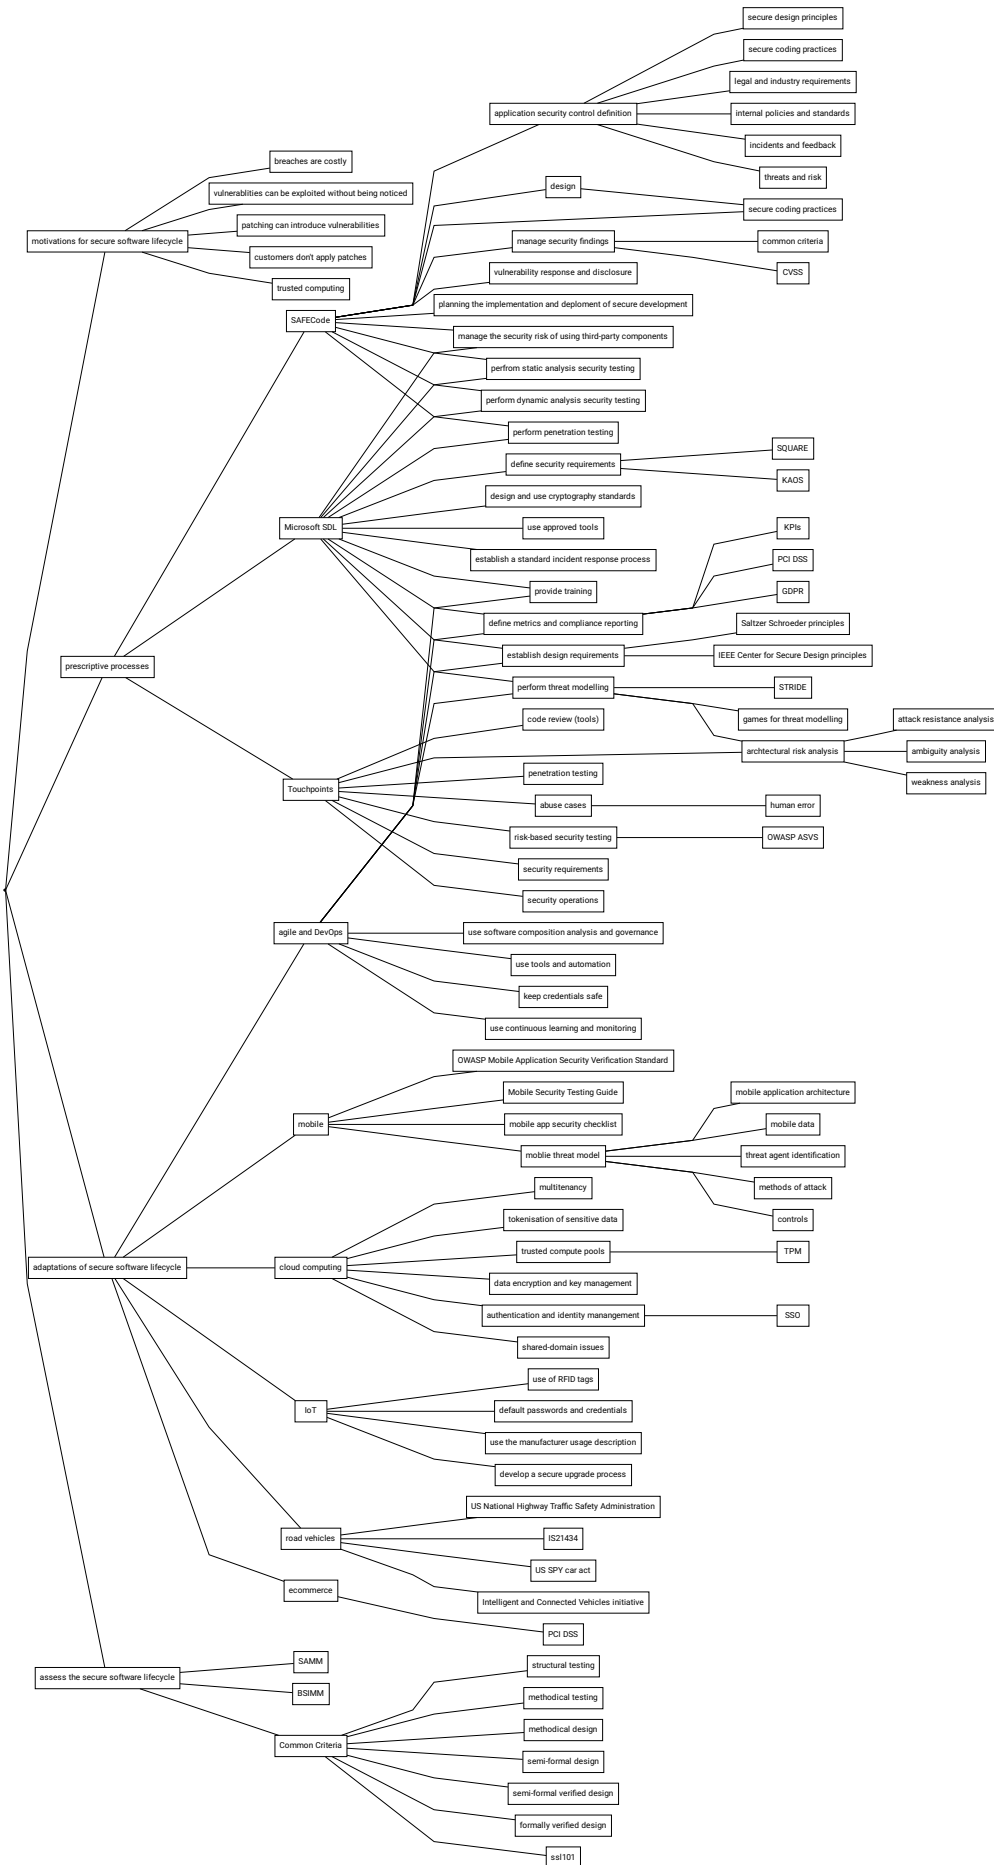 secure design principles
secure coding practices
legal and industry requirements
application security control definition
internal policies and standards
incidents and feedback
breaches are costly
threats and risk
design
vulnerablities can be exploited without being noticed
secure coding practices
patching can introduce vulnerabilities
motivations for secure software lifecycle
manage security findings
common criteria
customers don't apply patches
vulnerability response and disclosure
CVSS
trusted computing
planning the implementation and deploment of secure development
SAFECode
manage the security risk of using third-party components
perfrom static analysis security testing
perform dynamic analysis security testing
perform penetration testing
SQUARE
define security requirements
KAOS
design and use cryptography standards
Microsoft SDL
use approved tools
KPIs
establish a standard incident response process
PCI DSS
provide training
GDPR
define metrics and compliance reporting
Saltzer Schroeder principles
establish design requirements
IEEE Center for Secure Design principles
prescriptive processes
perform threat modelling
STRIDE
code review (tools)
games for threat modelling
attack resistance analysis
archtectural risk analysis
ambiguity analysis
penetration testing
weakness analysis
Touchpoints
abuse cases
human error
risk-based security testing
OWASP ASVS
security requirements
security operations
agile and DevOps
use software composition analysis and governance
use tools and automation
keep credentials safe
use continuous learning and monitoring
OWASP Mobile Application Security Verification Standard
Mobile Security Testing Guide
mobile application architecture
mobile
mobile app security checklist
mobile data
moblie threat model
threat agent identification
multitenancy
methods of attack
tokenisation of sensitive data
controls
trusted compute pools
TPM
adaptations of secure software lifecycle
cloud computing
data encryption and key management
authentication and identity manangement
SSO
shared-domain issues
use of RFID tags
IoT
default passwords and credentials
use the manufacturer usage description
develop a secure upgrade process
US National Highway Traffic Safety Administration
road vehicles
IS21434
US SPY car act
ecommerce
Intelligent and Connected Vehicles initiative
PCI DSS
SAMM
structural testing
assess the secure software lifecycle
BSIMM
methodical testing
methodical design
Common Criteria
semi-formal design
semi-formal verified design
formally verified design
ssl101